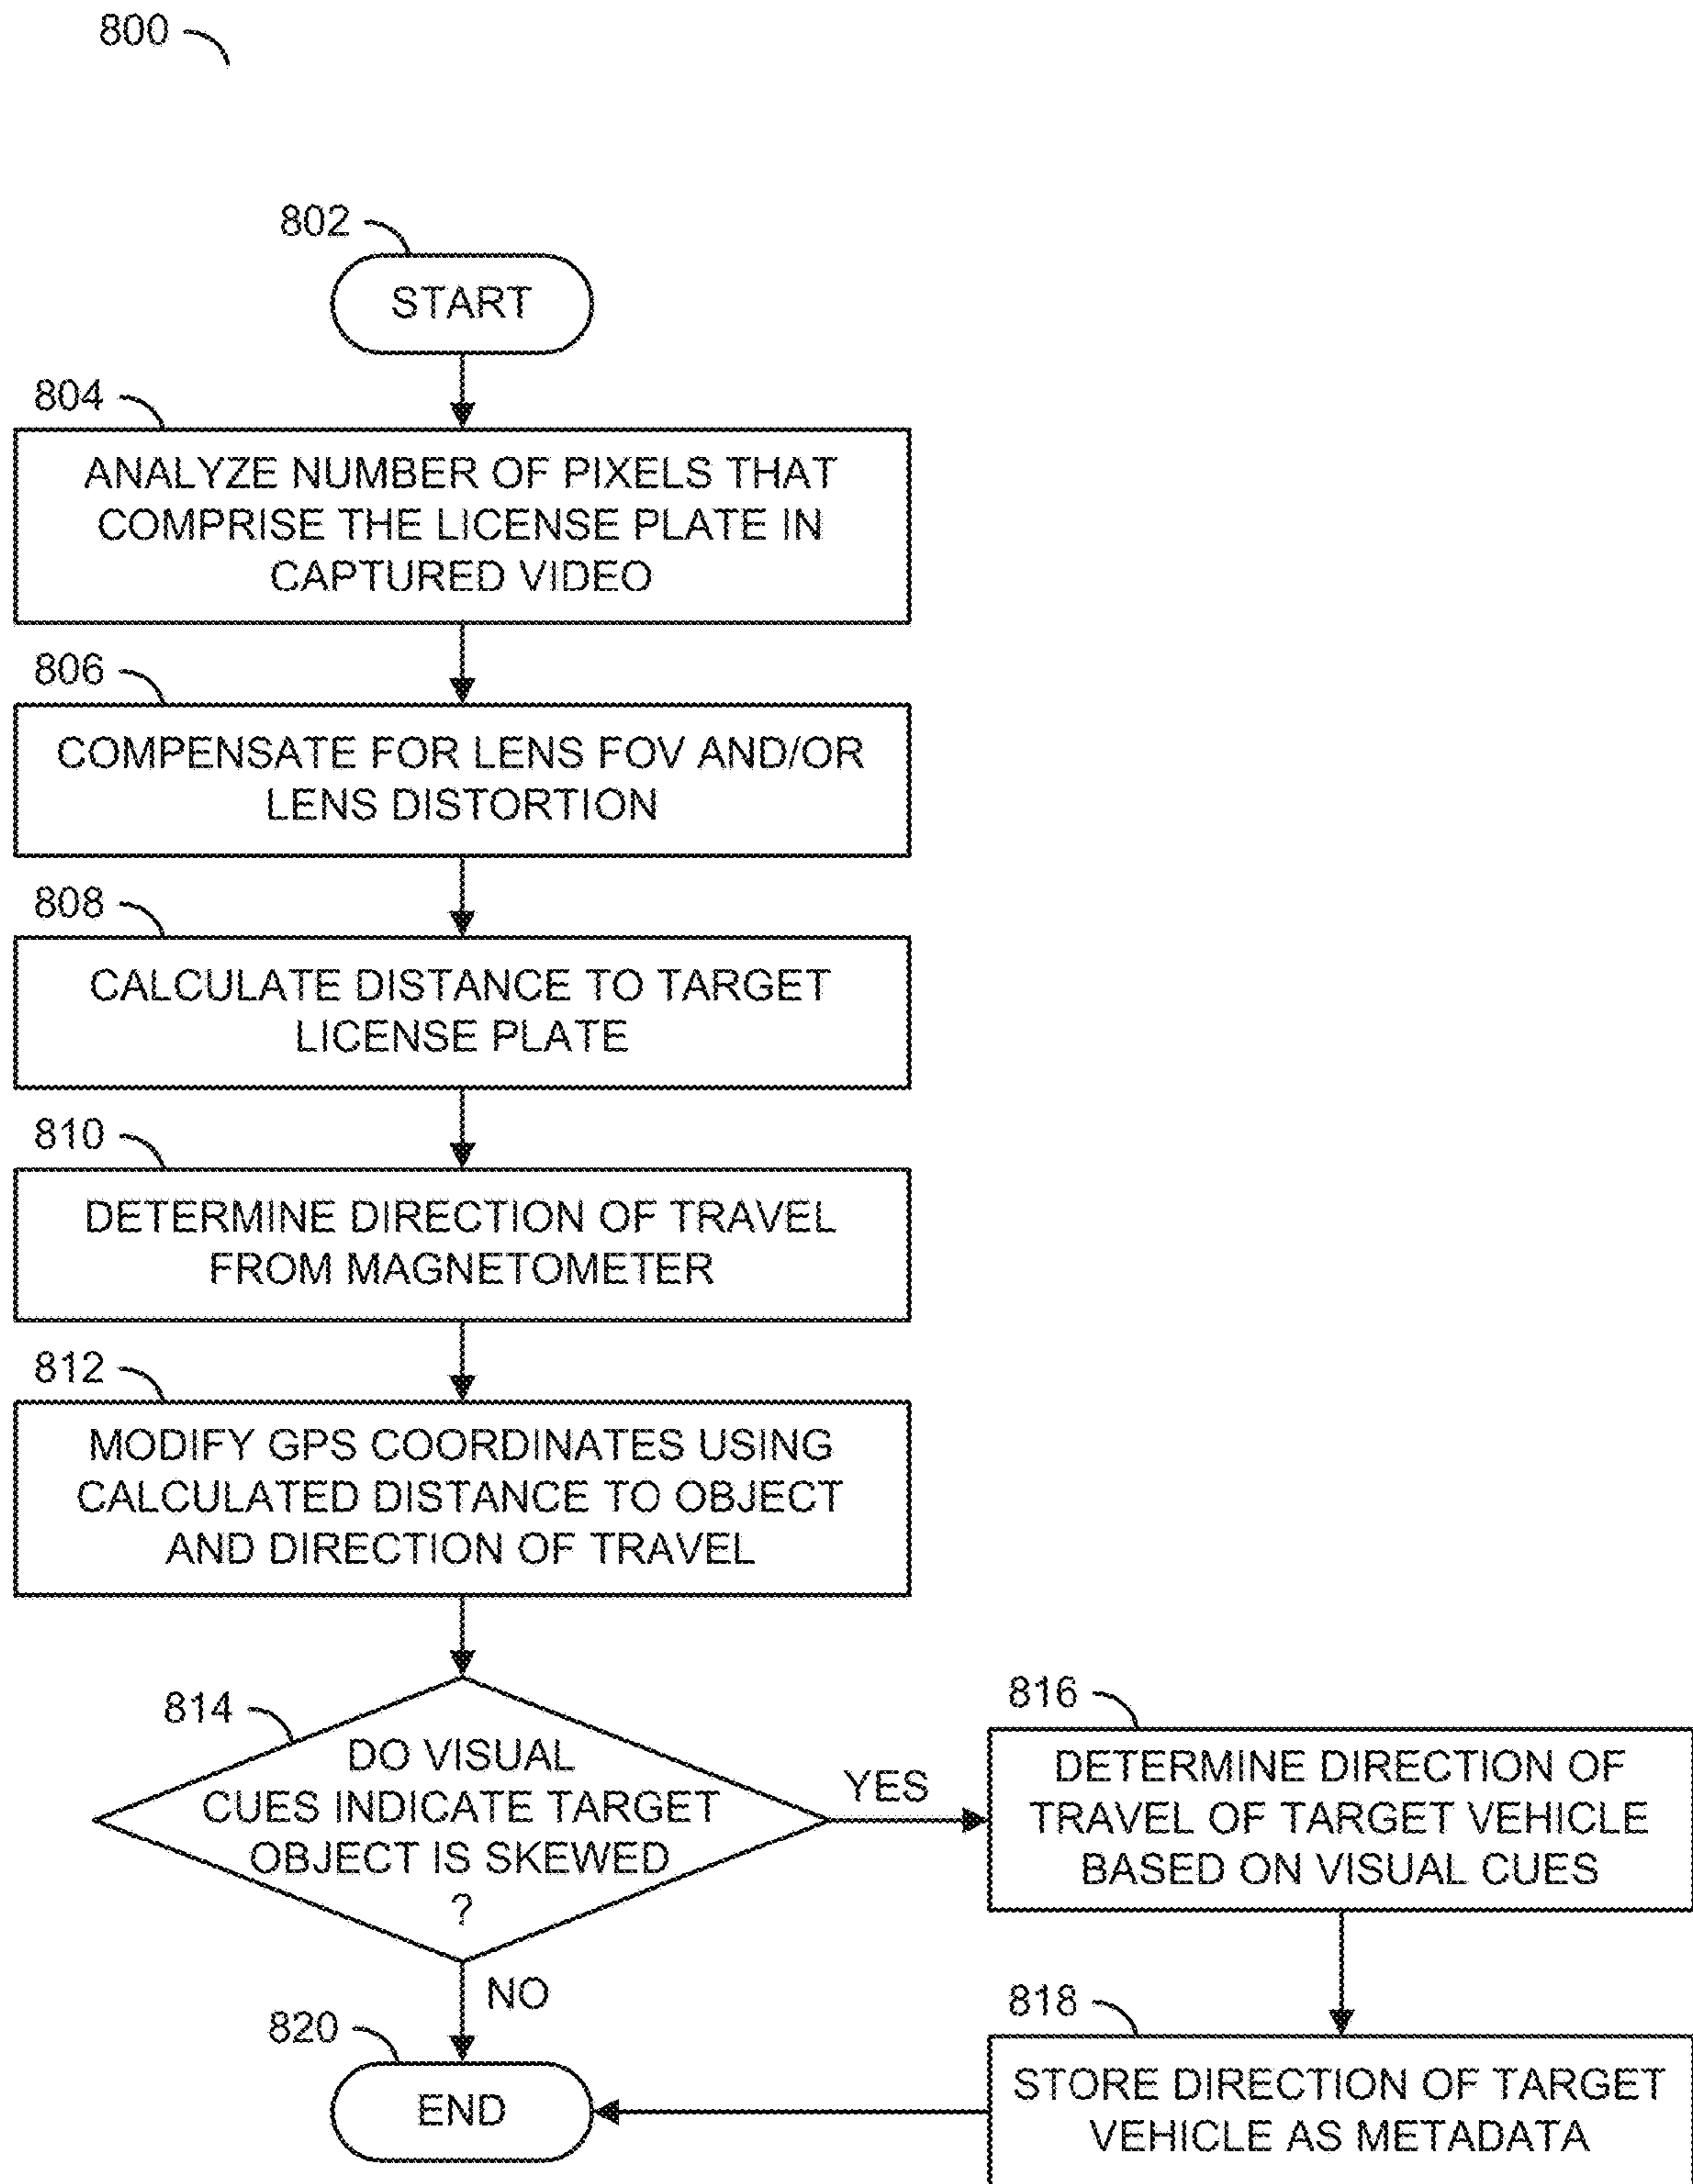 800
802
START
804
ANALYZE NUMBER OF PIXELS THAT
COMPRISE THE LICENSE PLATE IN
CAPTURED VIDEO
806
COMPENSATE FOR LENS FOV AND/OR
LENS DISTORTION
808
CALCULATE DISTANCE TO TARGET
LICENSE PLATE
810
DETERMINE DIRECTION OF TRAVEL
FROM MAGNETOMETER
812
MODIFY GPS COORDINATES USING
CALCULATED DISTANCE TO OBJECT
AND DIRECTION OF TRAVEL
814
DO VISUAL
CUES INDICATE TARGET
OBJECT IS SKEWED
?
YES
816
DETERMINE DIRECTION OF
TRAVEL OF TARGET VEHICLE
BASED ON VISUAL CUES
NO
818
STORE DIRECTION OF TARGET
VEHICLE AS METADATA
820
END